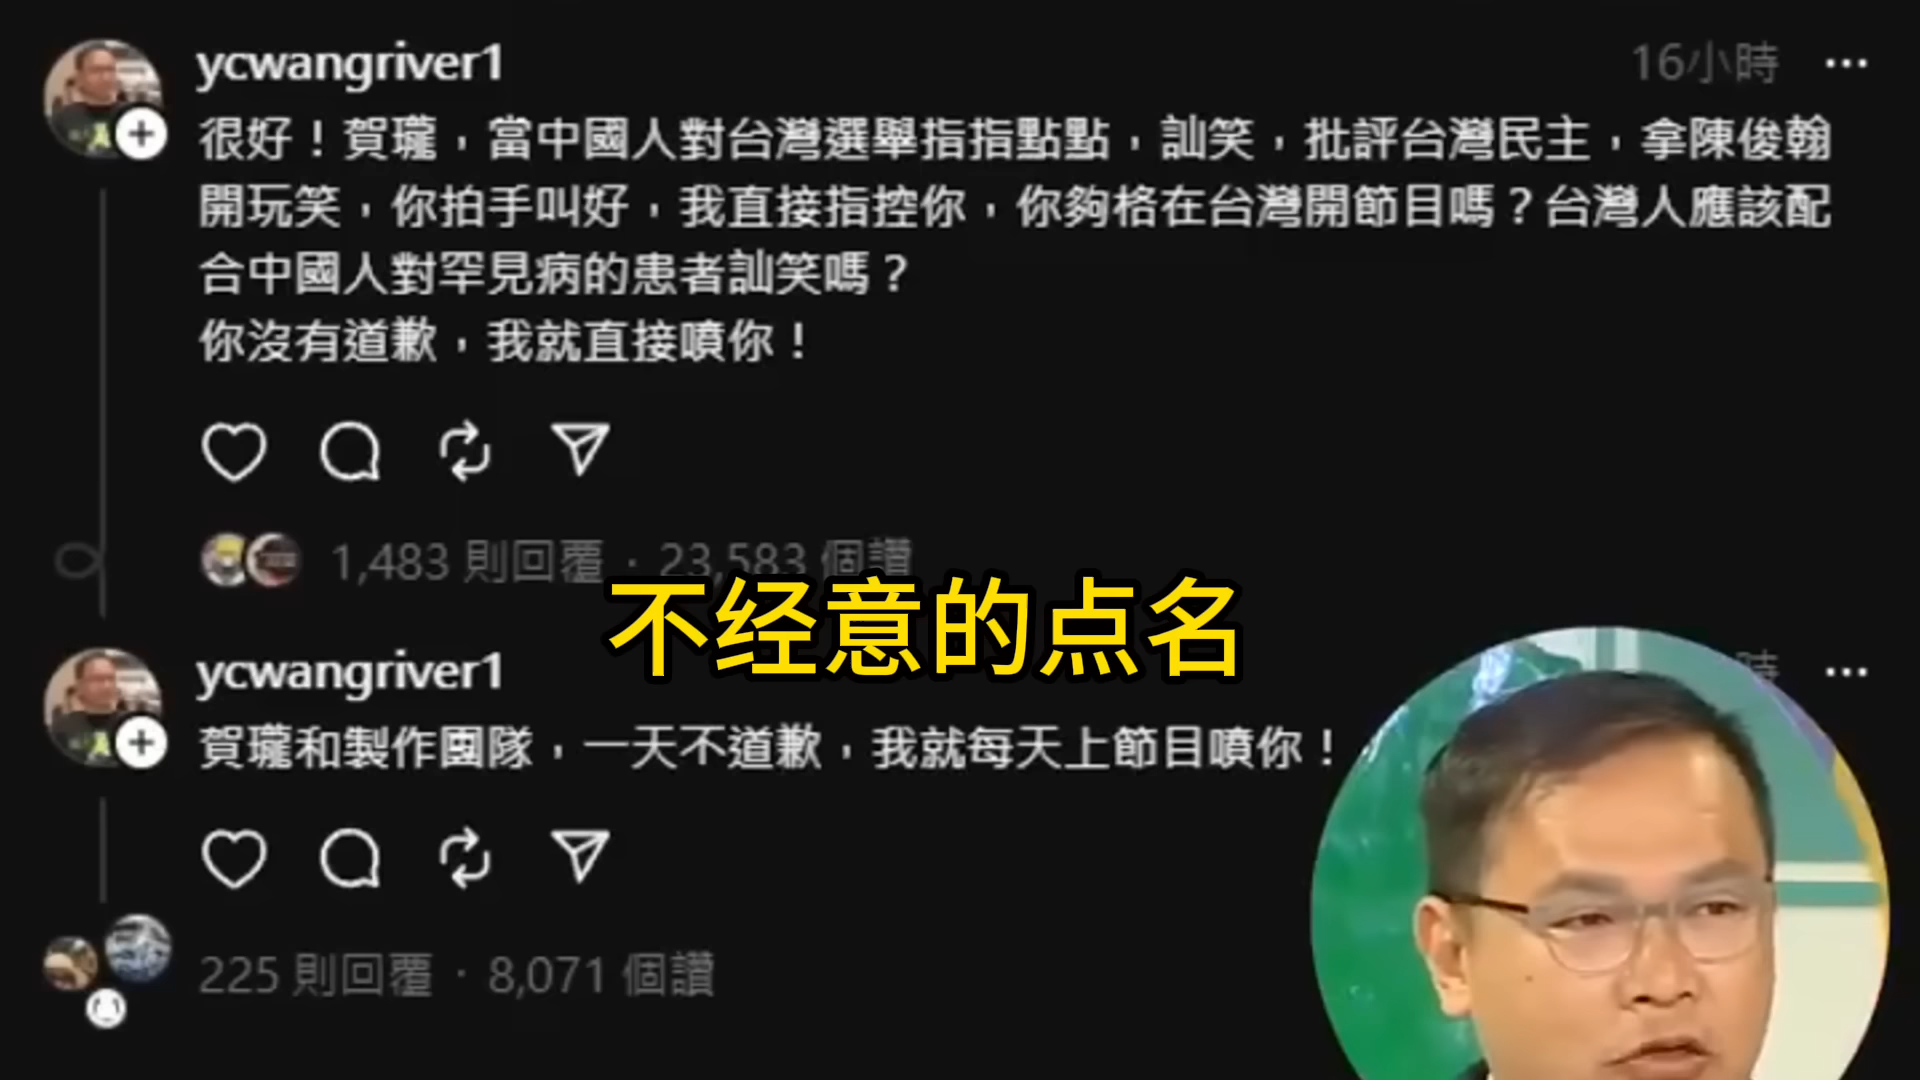 ycwangriver1
16小時
很好！賀瓏，當中國人對台灣選舉指指點點，訕笑，批評台灣民主，拿陳俊翰
開玩笑，你拍手叫好，我直接指控你，你夠格在台灣開節目嗎？台灣人應該配
合中國人對罕見病的患者訕笑嗎？
你沒有道歉，我就直接噴你！
1,483 則回覆 · 23,583 個讚
不经意的点名
ycwangriver1
時
賀瓏和製作團隊，一天不道歉，我就每天上節目噴你！
225 則回覆 · 8,071 個讚